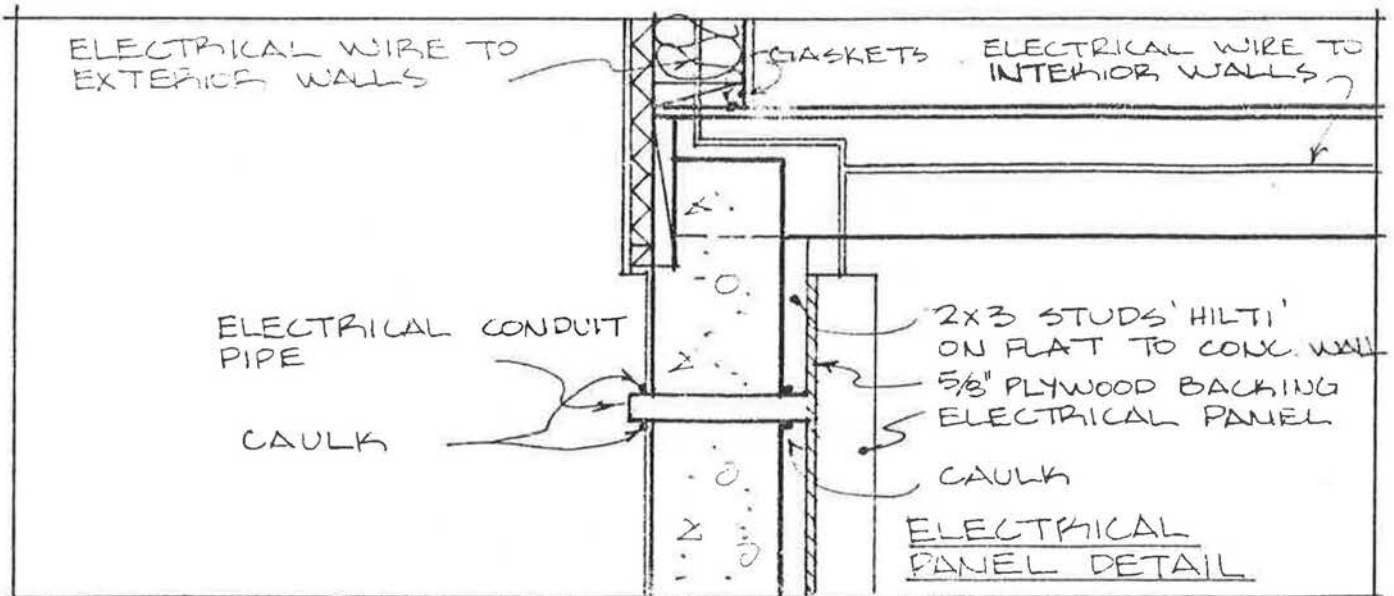 ELECTRICAL WIRE TO
EXTERIOR WALLS
GASKETS
ELECTRICAL WIRE TO
INTERIOR WALLS
ELECTRICAL CONDUIT
PIPE
CAULK
2x3 STUDS 'HILTI'
ON FLAT TO CONC. WALL
5/8" PLYWOOD BACKING
ELECTRICAL PANEL
CAULK
ELECTRICAL
PANEL DETAIL